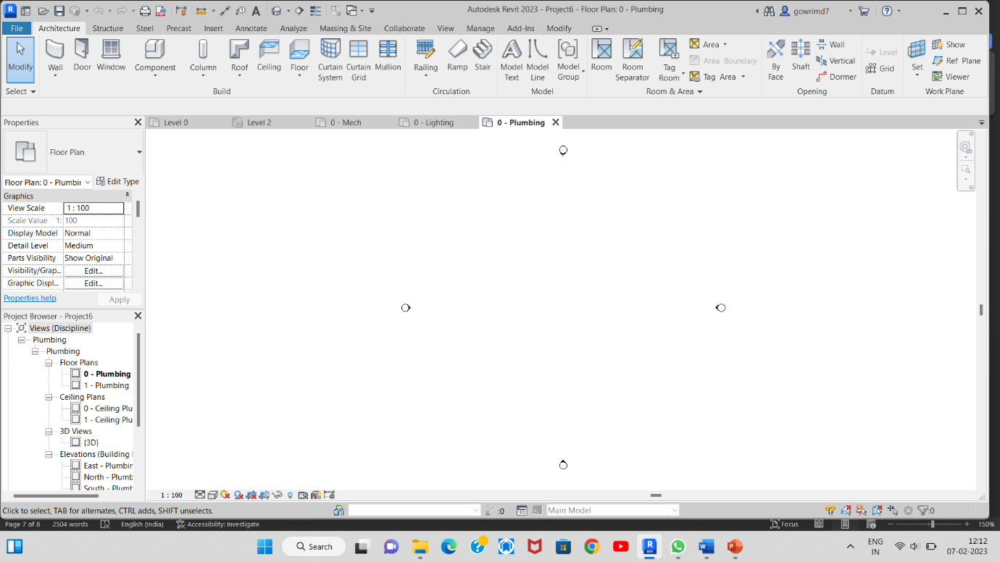 Autodesk Revit 2023 - Project6 - Floor Plan: 0 - Plumbing
gowrimd7
File Architecture Structure Steel Precast Insert Annotate Analyze Massing & Site Collaborate View Manage Add-Ins Modify
Modify
Wall
Door
Window
Component
Column
Roof
Ceiling
Floor
Curtain System
Curtain Grid
Mullion
Railing
Ramp
Stair
Model Text
Model Line
Model Group
Room
Room Separator
Tag Room
Area
Area Boundary
Tag Area
By Face
Shaft
Wall
Vertical
Dormer
Level
Grid
Set
Show
Ref Plane
Viewer
Select Build Circulation Model Room & Area Opening Datum Work Plane
Properties
Level 0 Level 2 0 - Mech 0 - Lighting 0 - Plumbing
Floor Plan
Floor Plan: 0 - Plumbin Edit Type
Graphics
View Scale 1 : 100
Scale Value 1: 100
Display Model Normal
Detail Level Medium
Parts Visibility Show Original
Visibility/Grap... Edit...
Graphic Displ... Edit...
Properties help Apply
Project Browser - Project6
Views (Discipline)
Plumbing
Plumbing
Floor Plans
0 - Plumbing
1 - Plumbing
Ceiling Plans
0 - Ceiling Plu
1 - Ceiling Plu
3D Views
{3D}
Elevations (Building
East - Plumbir
North - Plumb
South - Plumb
1 : 100
Click to select, TAB for alternates, CTRL adds, SHIFT unselects.
:0
Main Model
:0
Page 7 of 8 2504 words English (India) Accessibility: Investigate Focus 150%
Search
ENG
IN
12:12
07-02-2023